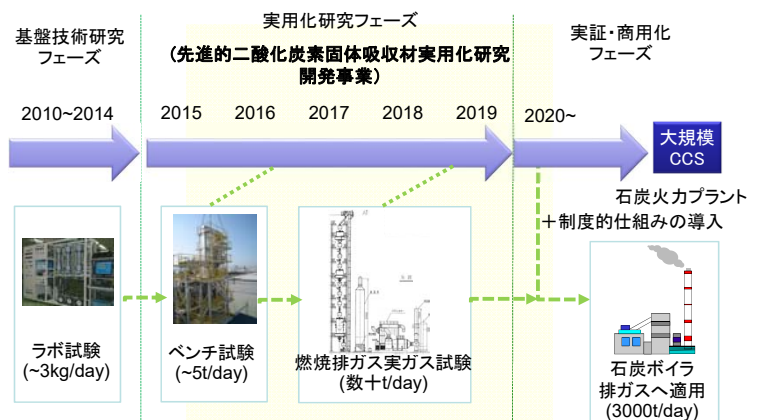 基盤技術研究
フェーズ
実用化研究フェーズ
(先進的二酸化炭素固体吸収材実用化研究
開発事業)
実証・商用化
フェーズ
2010~2014
2015
2016
2017
2018
2019
2020~
大規模
CCS
石炭火力プラント
＋制度的仕組みの導入
ラボ試験
(~3kg/day)
ベンチ試験
(~5t/day)
燃焼排ガス実ガス試験
(数十t/day)
石炭ボイラ
排ガスへ適用
(3000t/day)